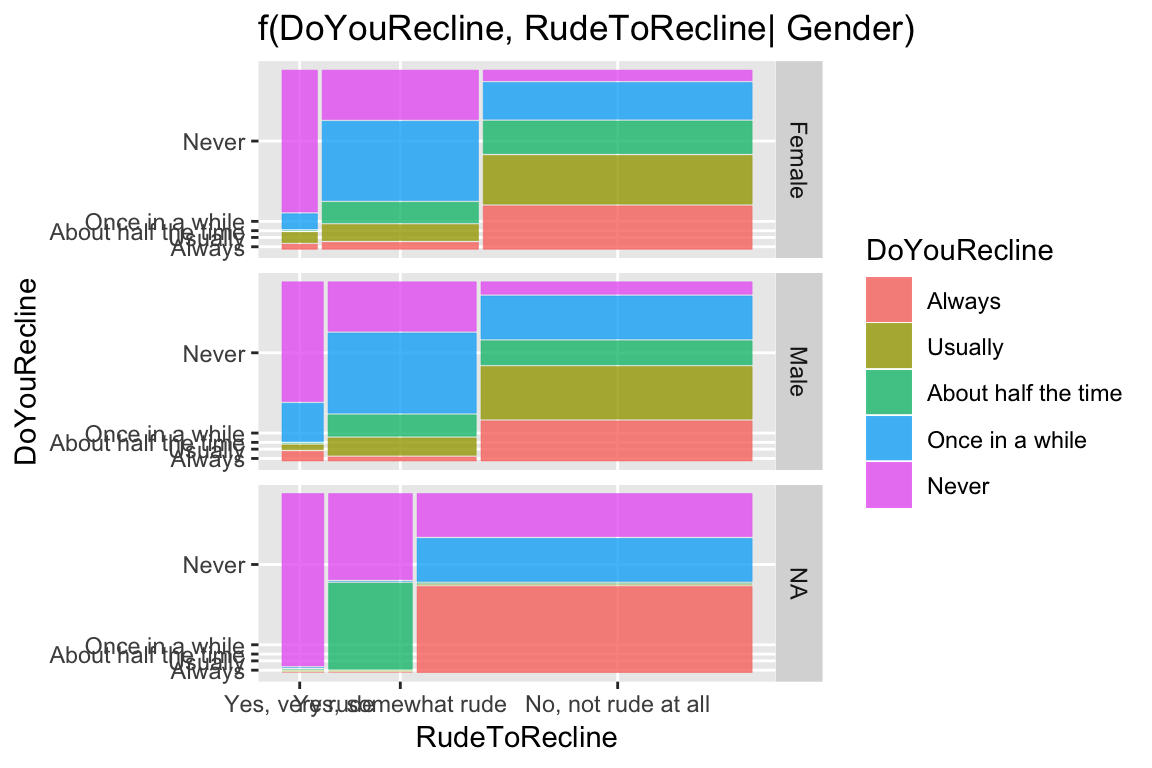 f(DoYouRecline, RudeToRecline| Gender)
DoYouRecline
Never
Once in a while
About half the time
Usually
Always
Female
Never
Once in a while
About half the time
Usually
Always
Male
Never
Once in a while
About half the time
Usually
Always
NA
Yes, very rude
Yes, somewhat rude
No, not rude at all
RudeToRecline
DoYouRecline
Always
Usually
About half the time
Once in a while
Never